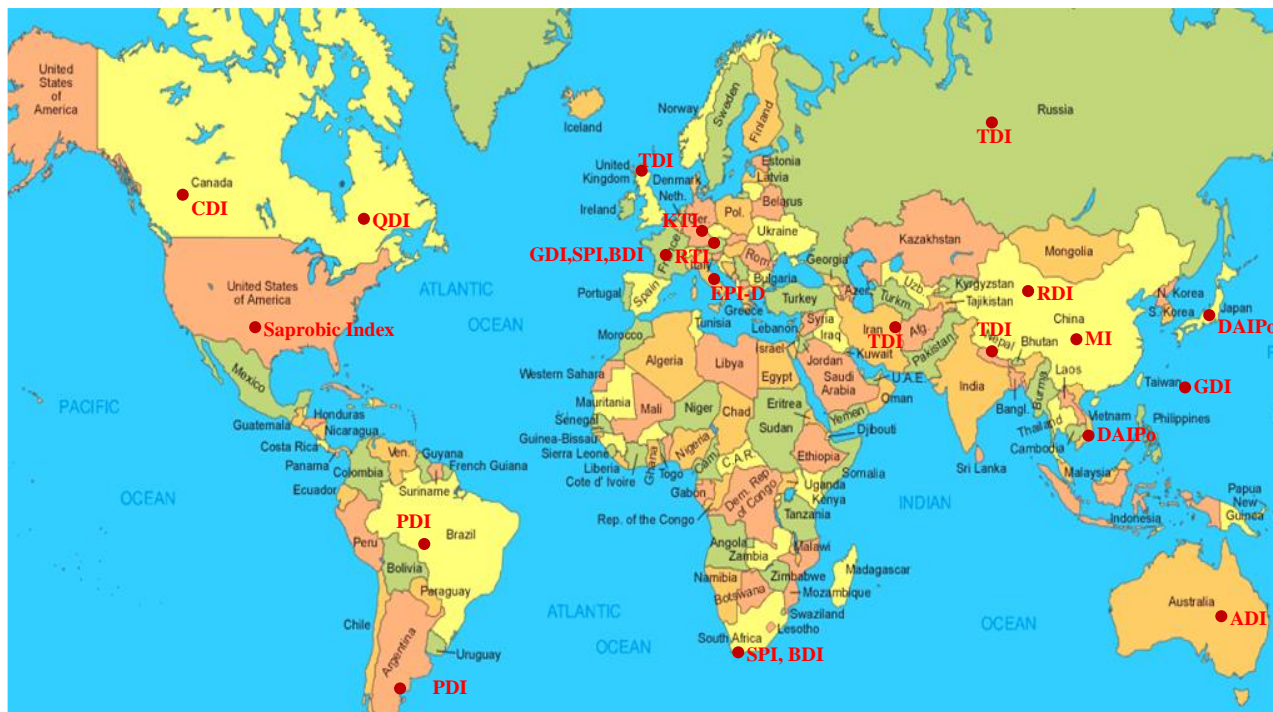 United
States
of
America
Canada
CDI
QDI
United States
of America
Saprobic Index
Mexico
Honduras
Guatemala
Nicaragua
Costa Rica
Panama
Ven.
Guyana
French Guiana
Colombia
Suriname
Ecuador
PDI
Brazil
Peru
Bolivia
Paraguay
Chile
Argentina
Uruguay
PDI
PACIFIC
OCEAN
ATLANTIC
OCEAN
ATLANTIC
OCEAN
Iceland
Norway
Sweden
Finland
Russia
TDI
United
Kingdom
TDI
Denmark
Neth.
Estonia
Latvia
Belarus
Ireland
KTI
Ger.
Pol.
Ukraine
GDI,SPI,BDI
France
RTI
Italy
Rom
Bulgaria
EPI-D
Greece
Portugal
Spain
Turkey
Georgia
Azer.
Kazakhstan
Uzb.
Turkm.
Kyrgyzstan
Tajikistan
Mongolia
China
RDI
MI
N. Korea
S. Korea
Japan
DAIPo
Taiwan
GDI
Morocco
Tunisia
Lebanon
Syria
Iraq
Iran
TDI
Afg.
Pakistan
TDI
Nepal
Bhutan
Israel
Jordan
Kuwait
Saudi
Arabia
U.A.E.
Oman
Yemen
India
Bangl.
Burma
Laos
Thailand
Vietnam
Cambodia
DAIPo
Philippines
Sri Lanka
Malaysia
Indonesia
Papua
New
Guinea
Algeria
Libya
Egypt
Western Sahara
Mauritania
Mali
Niger
Chad
Sudan
Eritrea
Djibouti
Senegal
Guinea-Bissau
Sierra Leone
Liberia
Cote d' Ivoire
Ghana
Togo
Nigeria
Cam.
C.A.R.
Ethiopia
Somalia
Uganda
Kenya
Gabon
Rep. of the Congo
Dem. Rep
of Congo
Tanzania
Angola
Zambia
Malawi
Namibia
Botswana
Zimbabwe
Mozambique
Madagascar
Swaziland
Lesotho
South Africa
SPI, BDI
INDIAN
OCEAN
Australia
ADI